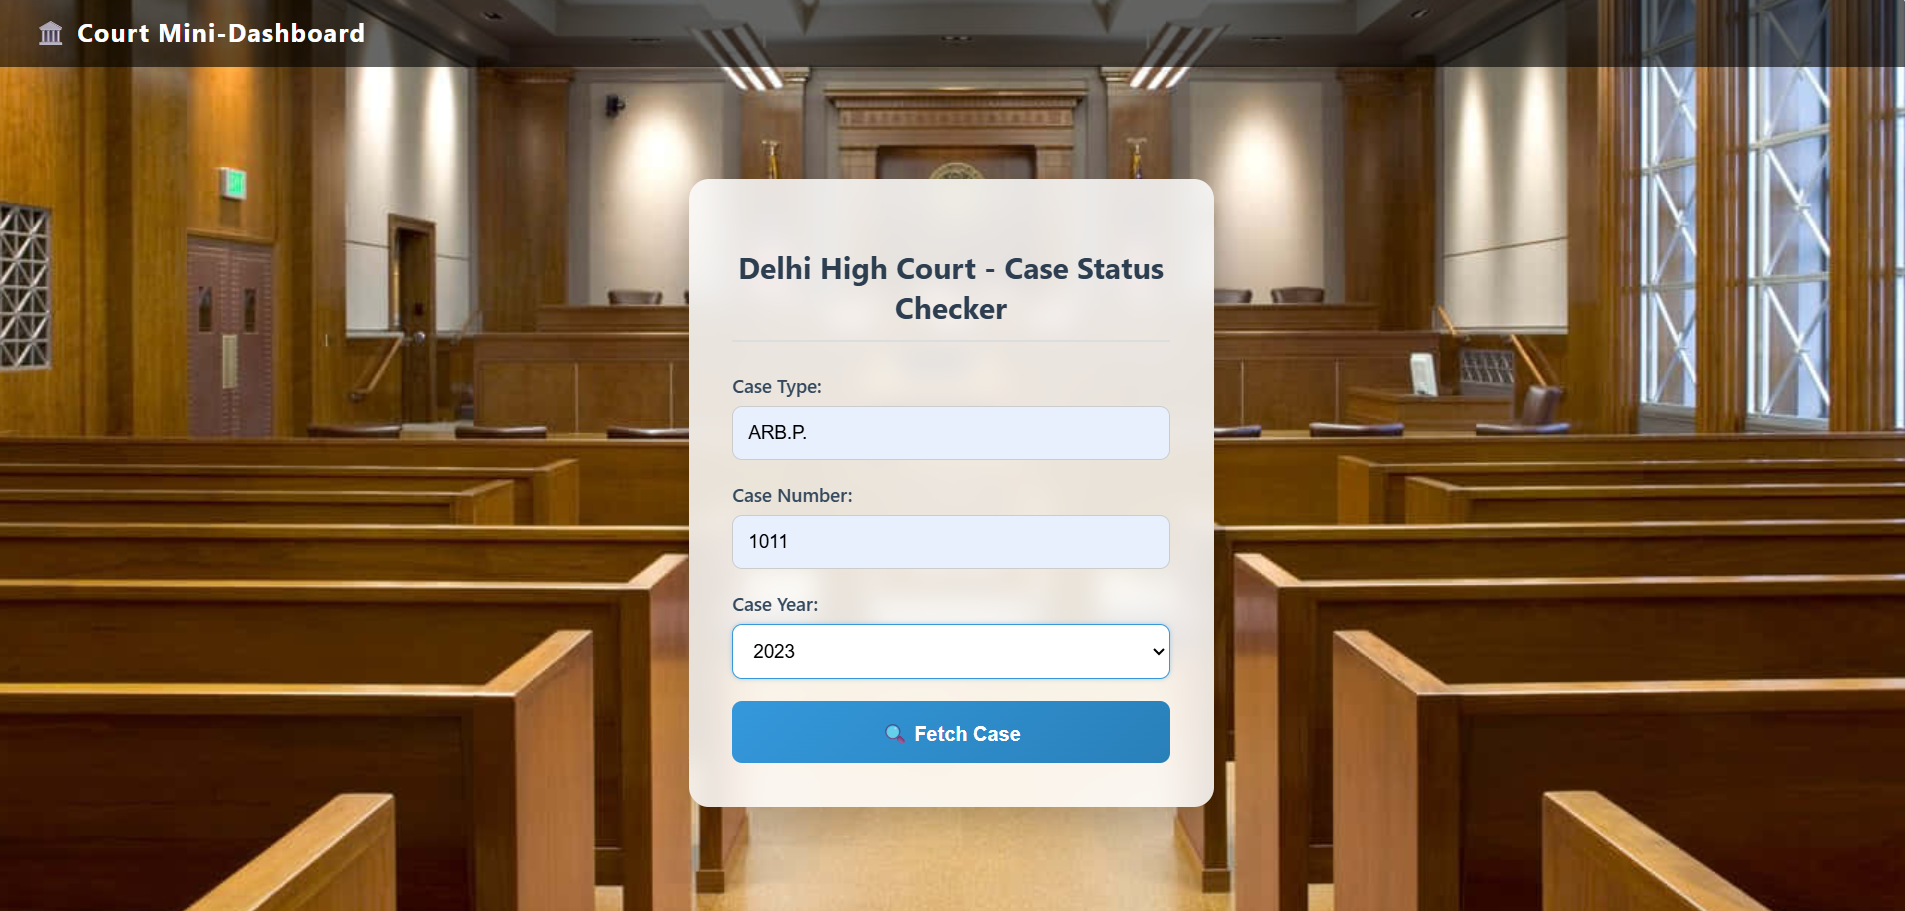 Court Mini-Dashboard
Delhi High Court - Case Status
Checker
Case Type:
ARB.P.
Case Number:
1011
Case Year:
2023
Fetch Case